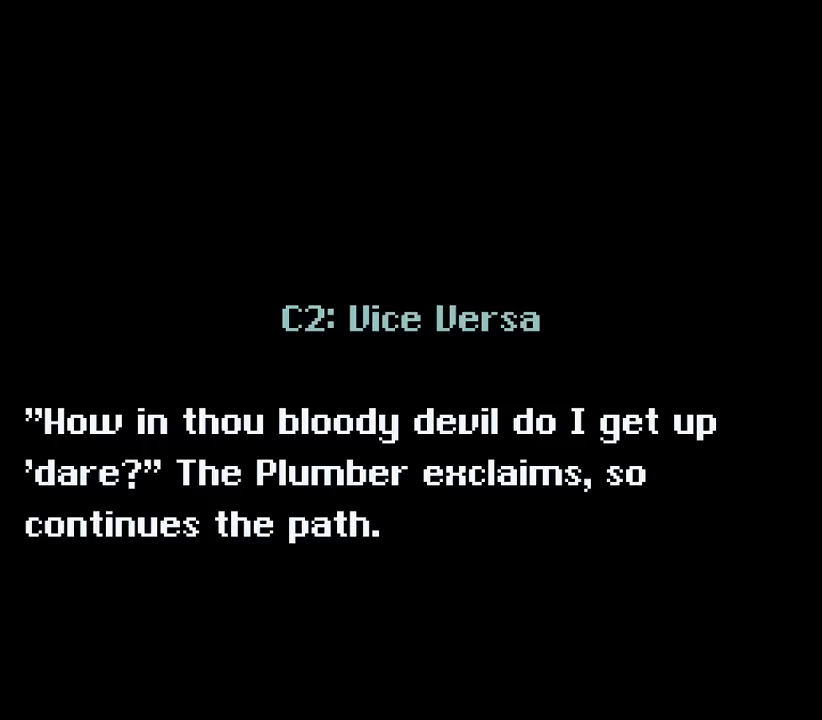 C2: Vice Versa
”How in thou bloody devil do I get up
’dare?” The Plumber exclaims, so
continues the path.